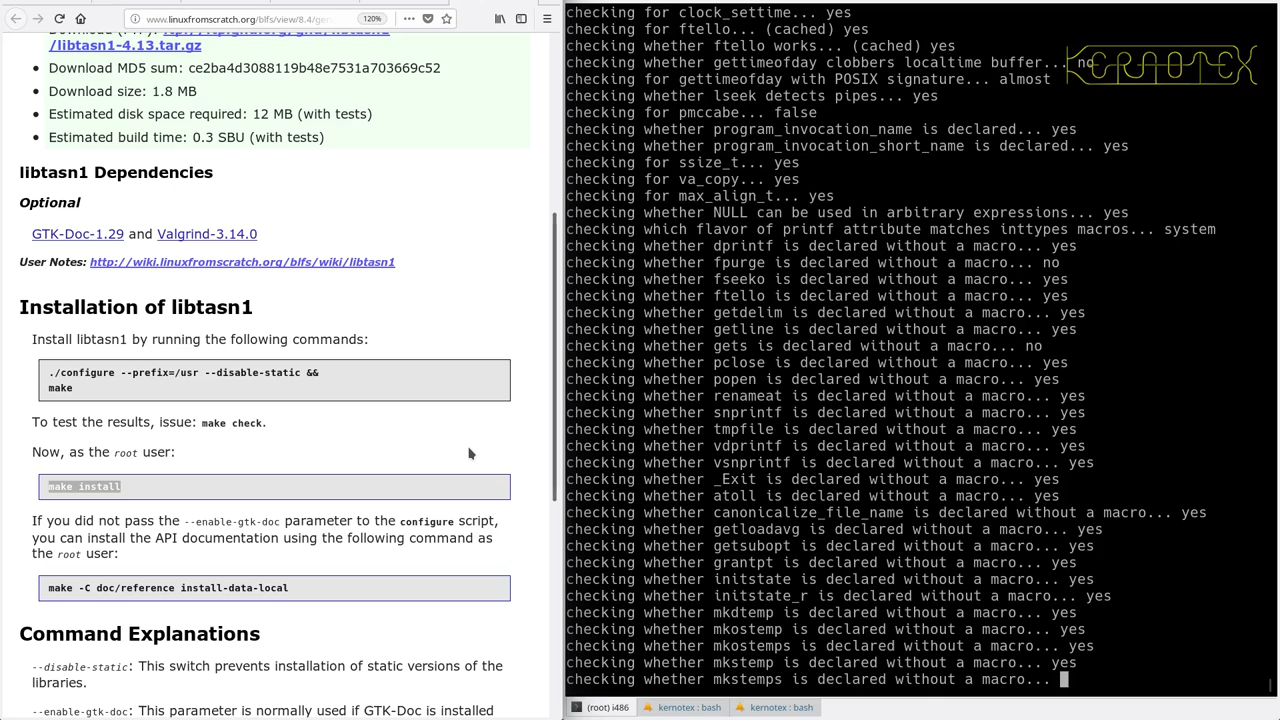 www.linuxfromscratch.org/blfs/view/8.4/gen
120%
/libtasn1-4.13.tar.gz
Download MD5 sum: ce2ba4d3088119b48e7531a703669c52
Download size: 1.8 MB
Estimated disk space required: 12 MB (with tests)
Estimated build time: 0.3 SBU (with tests)
libtasn1 Dependencies
Optional
GTK-Doc-1.29 and Valgrind-3.14.0
User Notes: http://wiki.linuxfromscratch.org/blfs/wiki/libtasn1
Installation of libtasn1
Install libtasn1 by running the following commands:
./configure --prefix=/usr --disable-static &&
make
To test the results, issue: make check.
Now, as the root user:
make install
If you did not pass the --enable-gtk-doc parameter to the configure script,
you can install the API documentation using the following command as
the root user:
make -C doc/reference install-data-local
Command Explanations
--disable-static: This switch prevents installation of static versions of the
libraries.
--enable-gtk-doc: This parameter is normally used if GTK-Doc is installed
checking for clock_settime... yes
checking for ftello... (cached) yes
checking whether ftello works... (cached) yes
checking whether gettimeofday clobbers localtime buffer... no
checking for gettimeofday with POSIX signature... almost
checking whether lseek detects pipes... yes
checking for pmccabe... false
checking whether program_invocation_name is declared... yes
checking whether program_invocation_short_name is declared... yes
checking for ssize_t... yes
checking for va_copy... yes
checking for max_align_t... yes
checking whether NULL can be used in arbitrary expressions... yes
checking which flavor of printf attribute matches inttypes macros... system
checking whether dprintf is declared without a macro... yes
checking whether fpurge is declared without a macro... no
checking whether fseeko is declared without a macro... yes
checking whether ftello is declared without a macro... yes
checking whether getdelim is declared without a macro... yes
checking whether getline is declared without a macro... yes
checking whether gets is declared without a macro... no
checking whether pclose is declared without a macro... yes
checking whether popen is declared without a macro... yes
checking whether renameat is declared without a macro... yes
checking whether snprintf is declared without a macro... yes
checking whether tmpfile is declared without a macro... yes
checking whether vdprintf is declared without a macro... yes
checking whether vsnprintf is declared without a macro... yes
checking whether _Exit is declared without a macro... yes
checking whether atoll is declared without a macro... yes
checking whether canonicalize_file_name is declared without a macro... yes
checking whether getloadavg is declared without a macro... yes
checking whether getsubopt is declared without a macro... yes
checking whether grantpt is declared without a macro... yes
checking whether initstate is declared without a macro... yes
checking whether initstate_r is declared without a macro... yes
checking whether mkdtemp is declared without a macro... yes
checking whether mkostemp is declared without a macro... yes
checking whether mkostemps is declared without a macro... yes
checking whether mkstemp is declared without a macro... yes
checking whether mkstemps is declared without a macro...
KERNOTEX
(root) i486
kernotex : bash
kernotex : bash